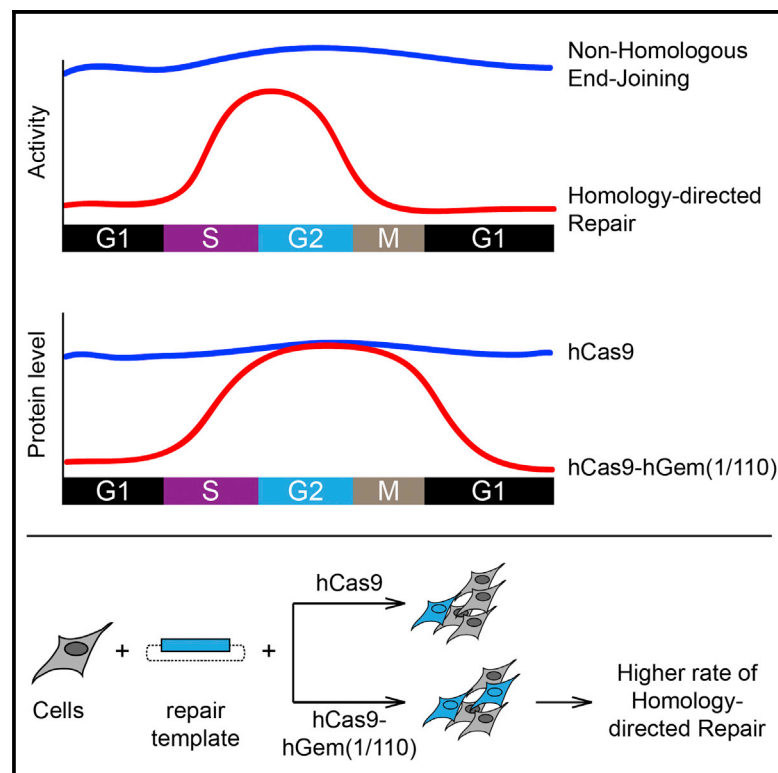 Activity
Non-Homologous
End-Joining
Homology-directed
Repair
G1 S G2 M G1
Protein level
hCas9
hCas9-hGem(1/110)
G1 S G2 M G1
Cells
+
repair
template
+
hCas9
hCas9-
hGem(1/110)
Higher rate of
Homology-
directed Repair